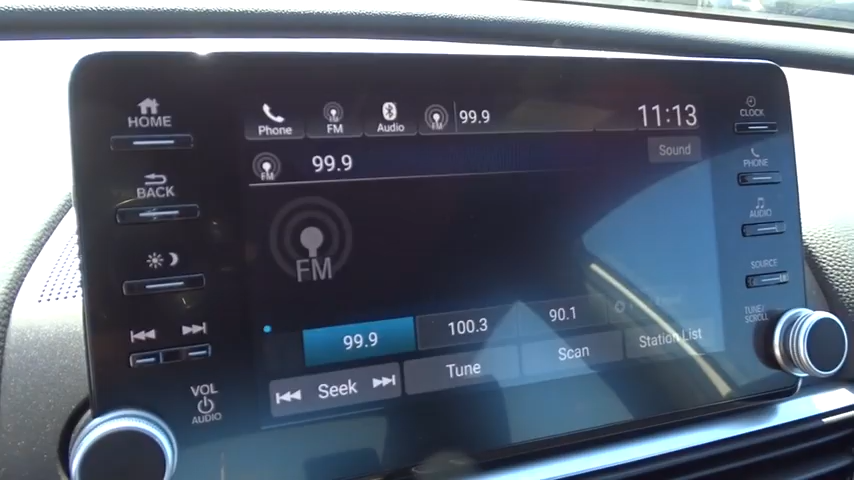 HOME
BACK
VOL
AUDIO
Phone
FM
Audio
99.9
11:13
FM
99.9
Sound
FM
99.9
100.3
90.1
Seek
Tune
Scan
Station List
CLOCK
PHONE
AUDIO
SOURCE
TUNE/
SCROLL